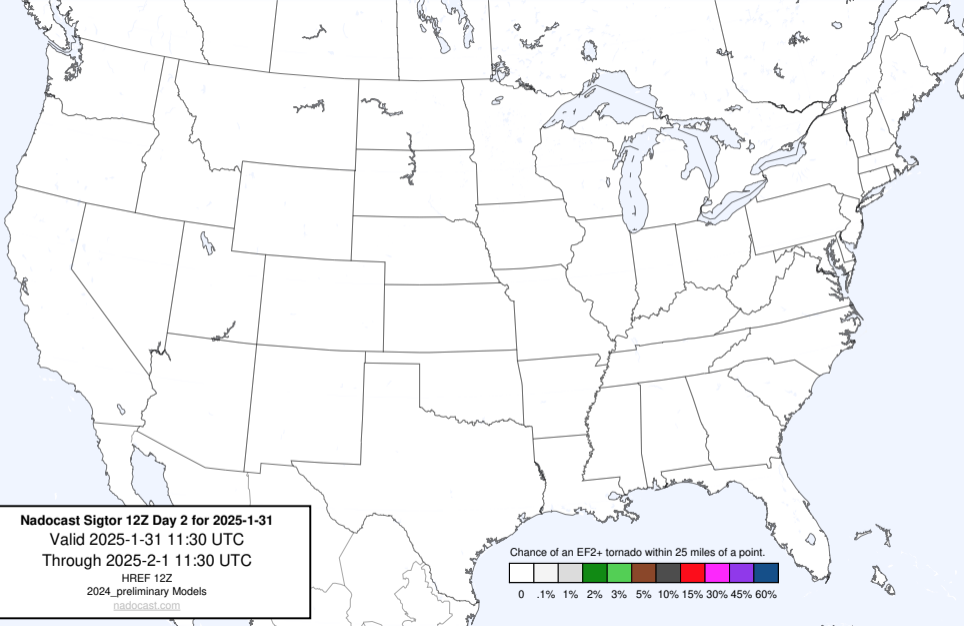 Nadocast Sigtor 12Z Day 2 for 2025-1-31
Valid 2025-1-31 11:30 UTC
Through 2025-2-1 11:30 UTC
HREF 12Z
2024_preliminary Models
nadocast.com
Chance of an EF2+ tornado within 25 miles of a point.
0 .1% 1% 2% 3% 5% 10% 15% 30% 45% 60%